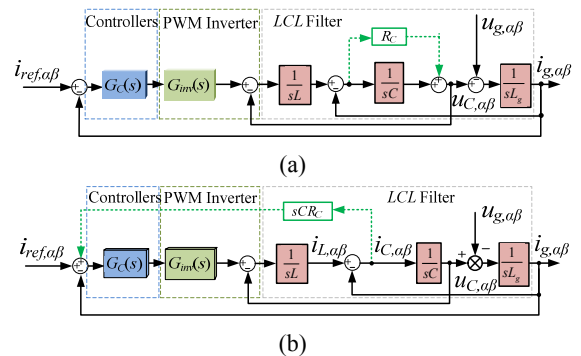 Controllers PWM Inverter LCL Filter
R_C
u_{g,αβ}
i_{ref,αβ} G_C(s) G_{inv}(s) 1/sL 1/sC 1/sL_g i_{g,αβ}
u_{C,αβ}
(a)
Controllers PWM Inverter LCL Filter
sCR_C
u_{g,αβ}
i_{ref,αβ} G_C(s) G_{inv}(s) 1/sL i_{L,αβ} i_{C,αβ} 1/sC 1/sL_g i_{g,αβ}
u_{C,αβ}
(b)